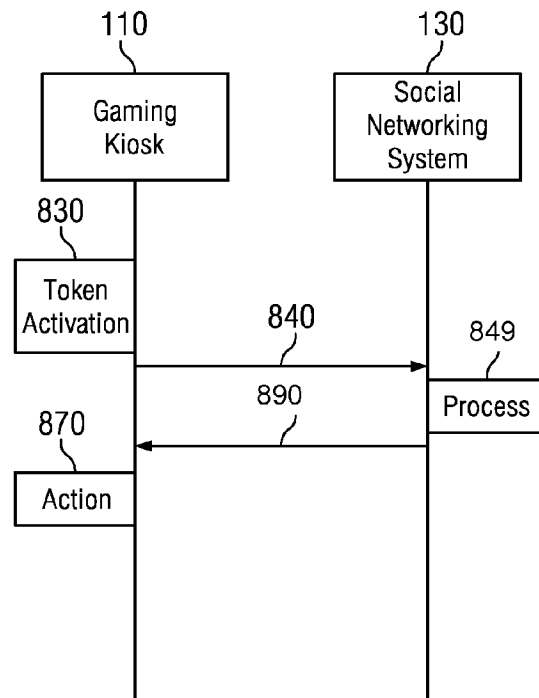 110
130
Gaming
Kiosk
Social
Networking
System
830
Token
Activation
840
849
Process
890
870
Action